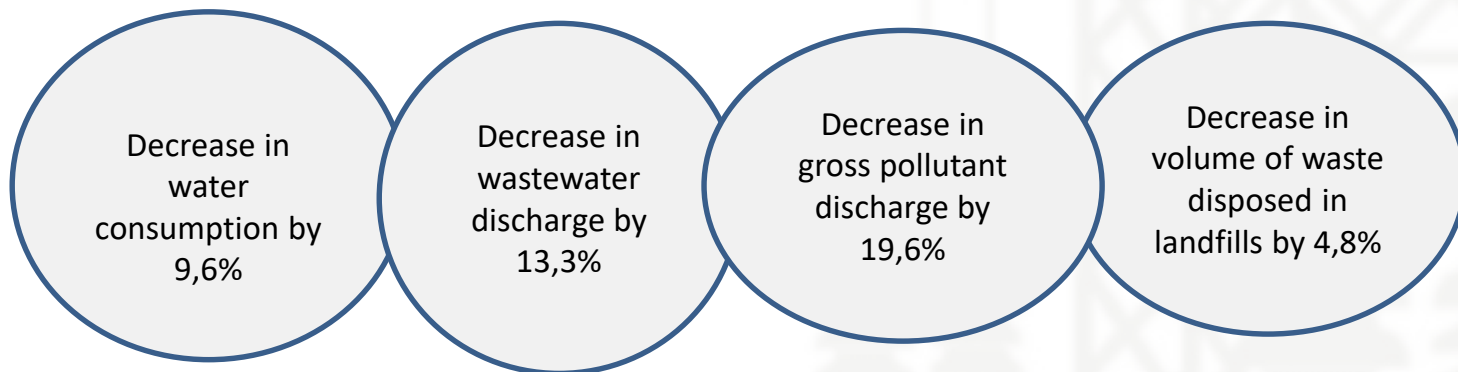 Decrease in
water
consumption by
9,6%
Decrease in
wastewater
discharge by
13,3%
Decrease in
gross pollutant
discharge by
19,6%
Decrease in
volume of waste
disposed in
landfills by 4,8%